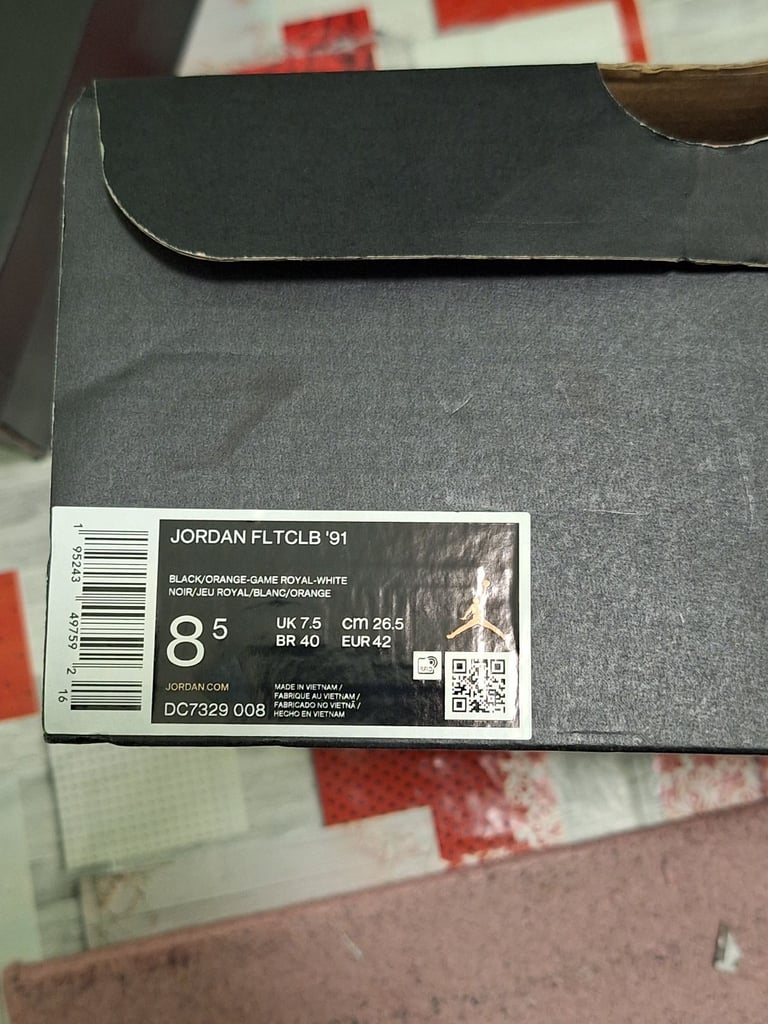 1 95243 49759 2
16
JORDAN FLTCLB '91
BLACK/ORANGE-GAME ROYAL-WHITE
NOIR/JEU ROYAL/BLANC/ORANGE
8 5
UK 7.5 cm 26.5
BR 40 EUR 42
JORDAN.COM
DC7329 008
MADE IN VIETNAM /
FABRIQUE AU VIETNAM /
FABRICADO NO VIETNÃ /
HECHO EN VIETNAM